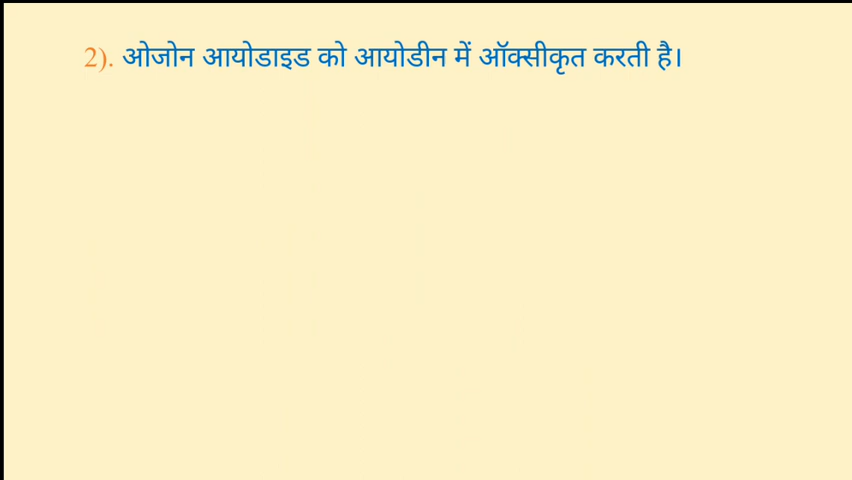 2). ओजोन आयोडाइड को आयोडीन में ऑक्सीकृत करती है।